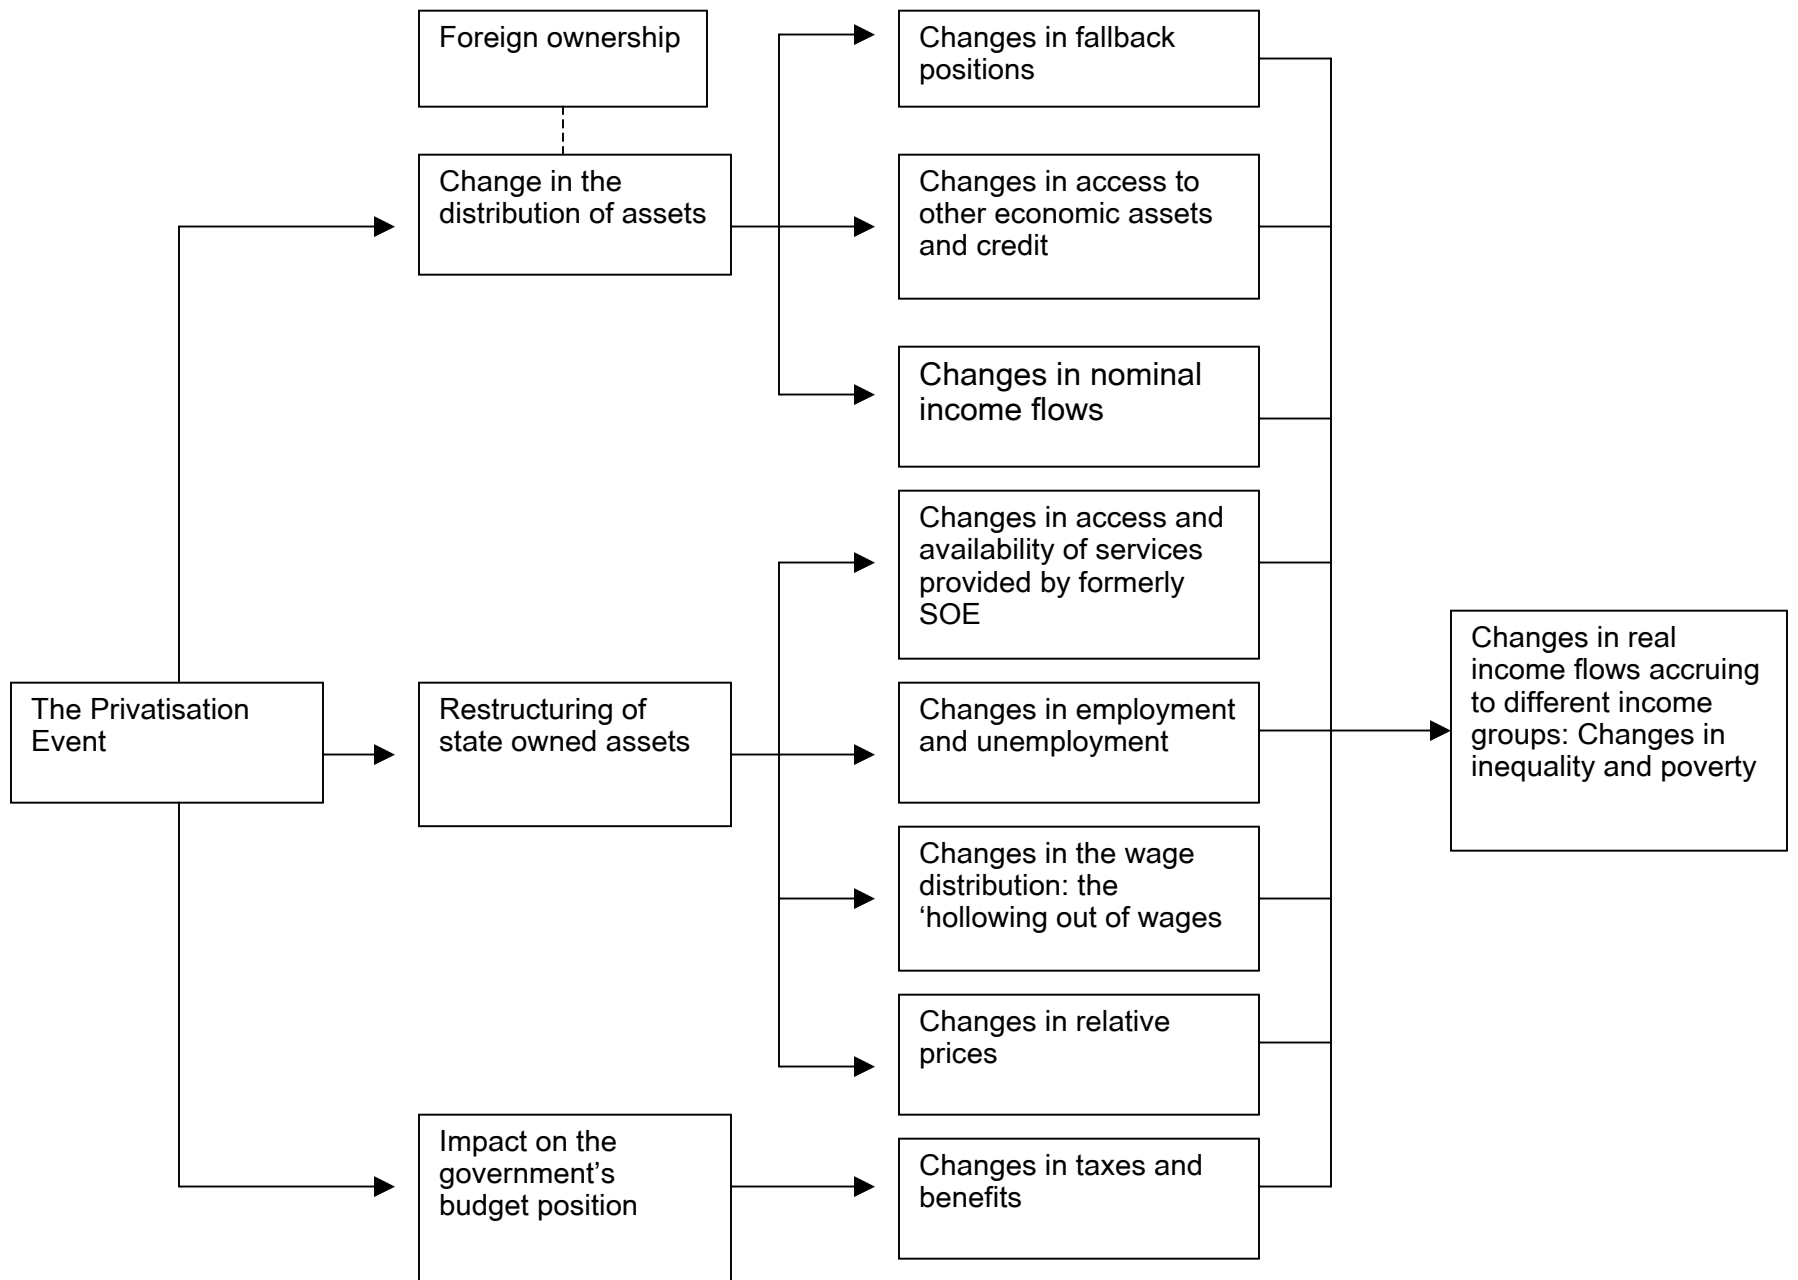 Foreign ownership
Changes in fallback
positions
Change in the
distribution of assets
Changes in access to
other economic assets
and credit
Changes in nominal
income flows
Changes in access and
availability of services
provided by formerly
SOE
The Privatisation
Event
Restructuring of
state owned assets
Changes in employment
and unemployment
Changes in real
income flows accruing
to different income
groups: Changes in
inequality and poverty
Changes in the wage
distribution: the
‘hollowing out of wages
Changes in relative
prices
Impact on the
government’s
budget position
Changes in taxes and
benefits